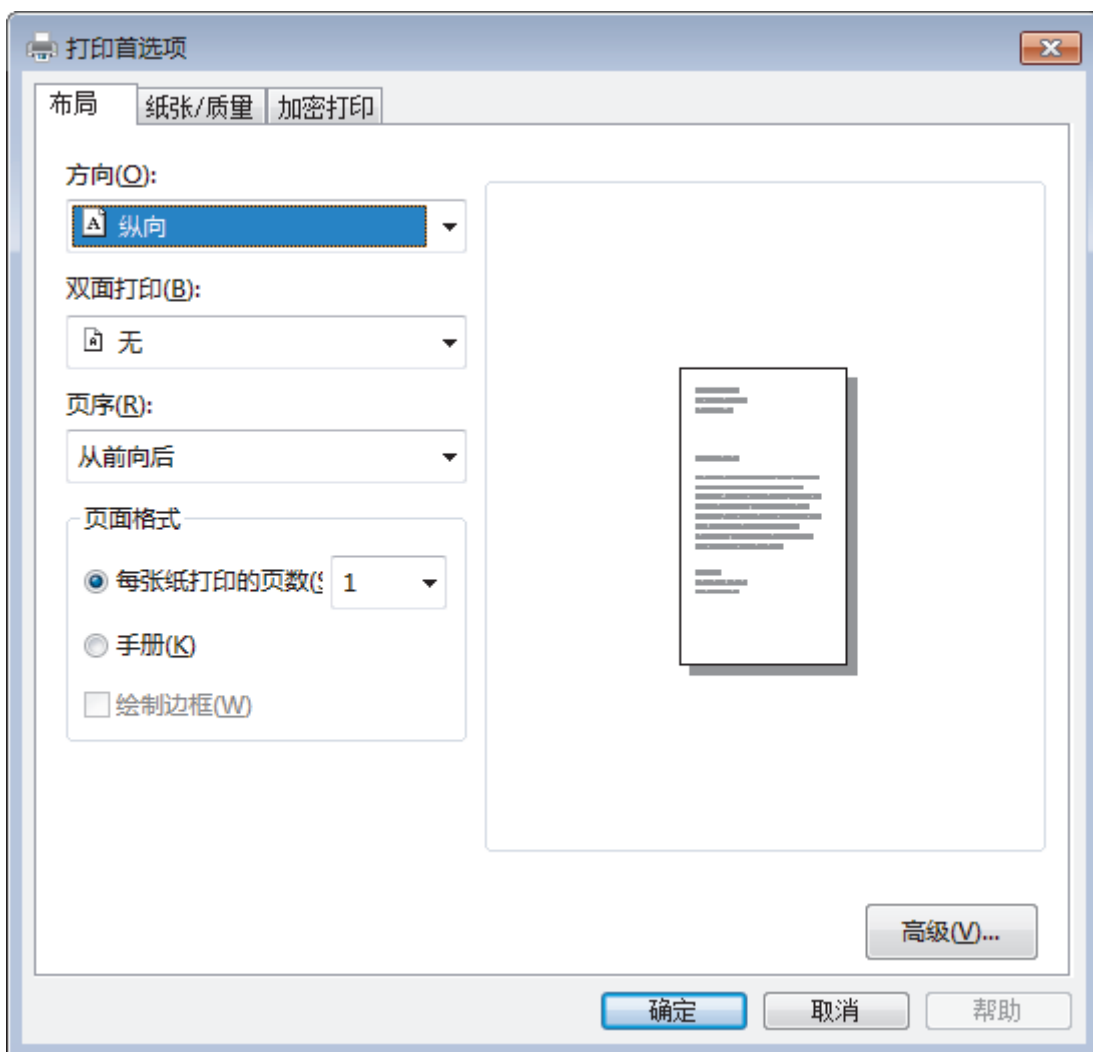 打印首选项
布局
纸张/质量
加密打印
方向(O):
纵向
双面打印(B):
无
页序(R):
从前向后
页面格式
每张纸打印的页数(S
1
手册(K)
绘制边框(W)
高级(V)...
确定
取消
帮助